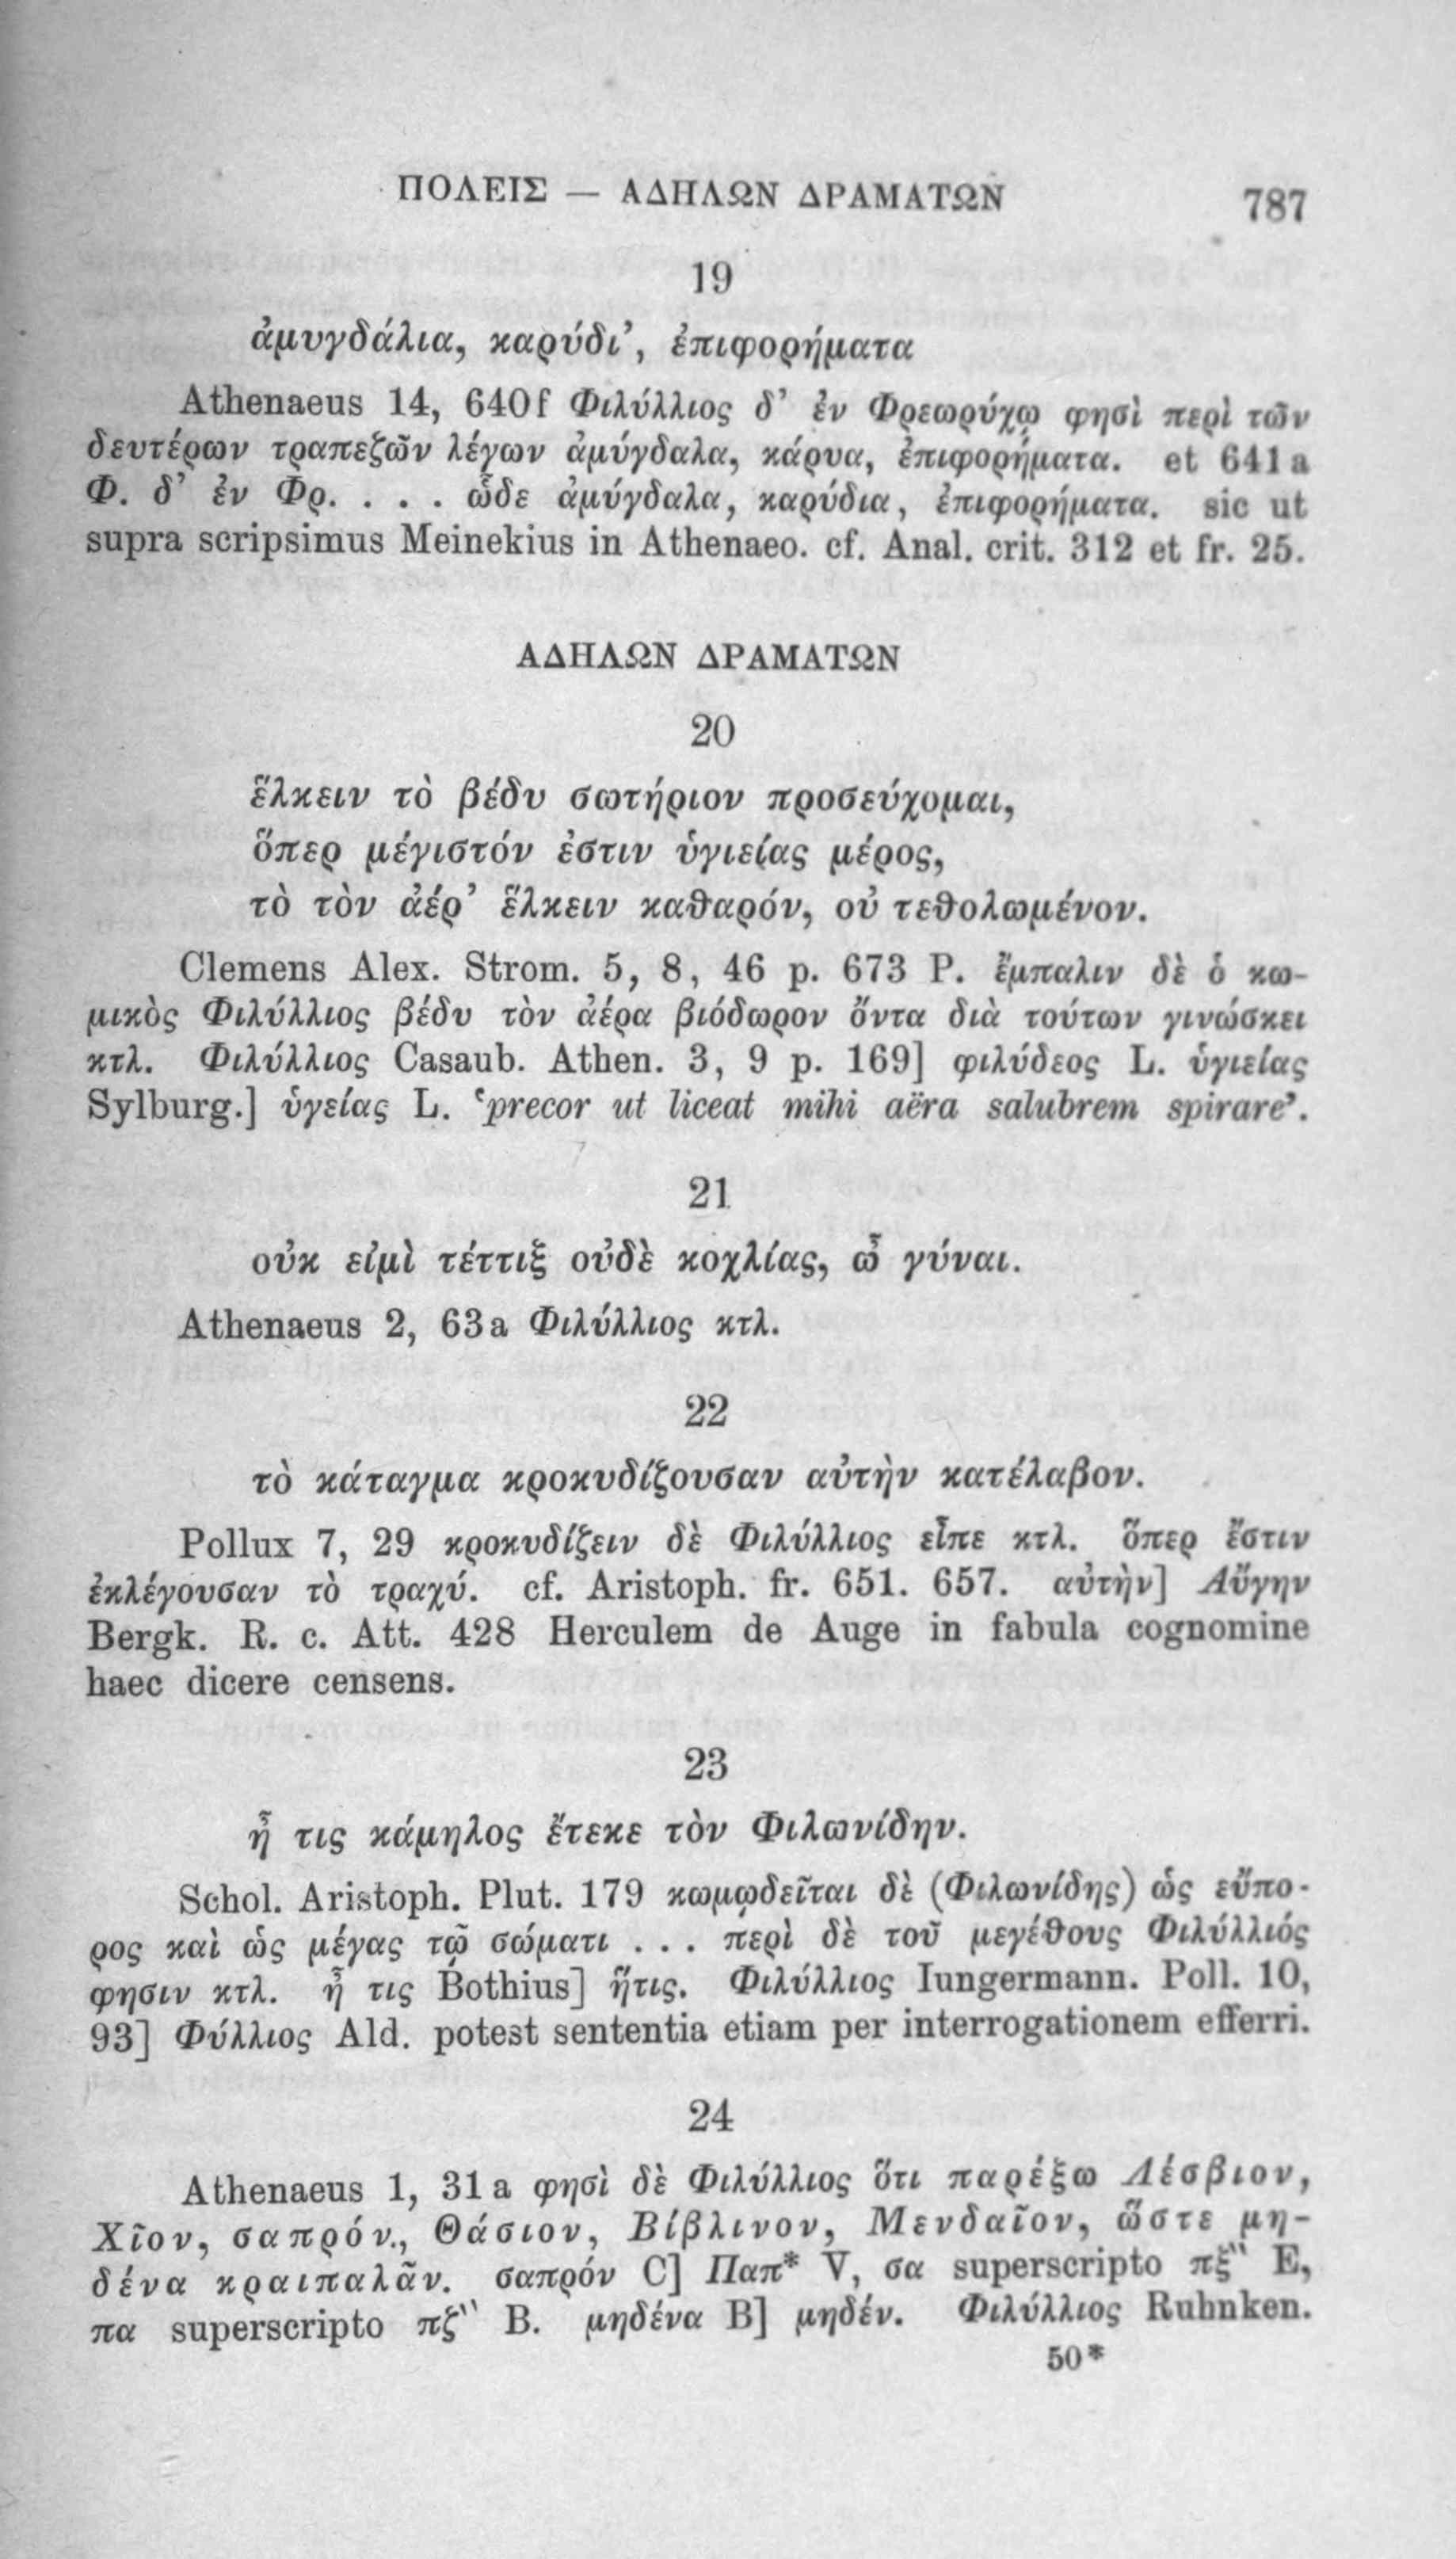 ΠΟΛΕΙΣ — ΑΔΗΛΩΝ ΔΡΑΜΑΤΩΝ 787
19
ἀμυγδάλια, καρύδι’, ἐπιφορήματα
Athenaeus 14, 640f Φιλύλλιος δ’ ἐν Φρεωρύχῳ φησὶ περὶ τῶν
δευτέρων τραπεζῶν λέγων ἀμύγδαλα, κάρυα, ἐπιφορήματα. et 641a
Φ. δ’ ἐν Φρ. . . . ὧδε ἀμύγδαλα, καρύδια, ἐπιφορήματα. sic ut
supra scripsimus Meinekius in Athenaeo. cf. Anal. crit. 312 et fr. 25.
ΑΔΗΛΩΝ ΔΡΑΜΑΤΩΝ
20
ἕλκειν τὸ βέδυ σωτήριον προσεύχομαι,
ὅπερ μέγιστόν ἐστιν ὑγιείας μέρος,
τὸ τὸν ἀέρ’ ἕλκειν καθαρόν, οὐ τεθολωμένον.
Clemens Alex. Strom. 5, 8, 46 p. 673 P. ἔμπαλιν δὲ ὁ κω-
μικὸς Φιλύλλιος βέδυ τὸν ἀέρα βιόδωρον ὄντα διὰ τούτων γινώσκει
κτλ. Φιλύλλιος Casaub. Athen. 3, 9 p. 169] φιλύδεος L. ὑγιείας
Sylburg.] ὑγείας L. ‘precor ut liceat mihi aëra salubrem spirare’.
21
οὐκ εἰμὶ τέττιξ οὐδὲ κοχλίας, ὦ γύναι.
Athenaeus 2, 63a Φιλύλλιος κτλ.
22
τὸ κάταγμα κροκυδίζουσαν αὐτὴν κατέλαβον.
Pollux 7, 29 κροκυδίζειν δὲ Φιλύλλιος εἶπε κτλ. ὅπερ ἔστιν
ἐκλέγουσαν τὸ τραχύ. cf. Aristoph. fr. 651. 657. αὐτὴν] Αὔγην
Bergk. R. c. Att. 428 Herculem de Auge in fabula cognomine
haec dicere censens.
23
ἦ τις κάμηλος ἔτεκε τὸν Φιλωνίδην.
Schol. Aristoph. Plut. 179 κωμῳδεῖται δὲ (Φιλωνίδης) ὡς εὔπο-
ρος καὶ ὡς μέγας τῷ σώματι . . . περὶ δὲ τοῦ μεγέθους Φιλύλλιός
φησιν κτλ. ἦ τις Bothius] ἥτις. Φιλύλλιος Iungermann. Poll. 10,
93] Φύλλιος Ald. potest sententia etiam per interrogationem efferri.
24
Athenaeus 1, 31a φησὶ δὲ Φιλύλλιος ὅτι παρέξω Λέσβιον,
Χῖον, σαπρόν., Θάσιον, Βίβλινον, Μενδαῖον, ὥστε μη-
δένα κραιπαλᾶν. σαπρόν C] Παπ* V, σα superscripto πξ‵‵ E,
πα superscripto πζ‵‵ B. μηδένα B] μηδέν. Φιλύλλιος Ruhnken.
50*